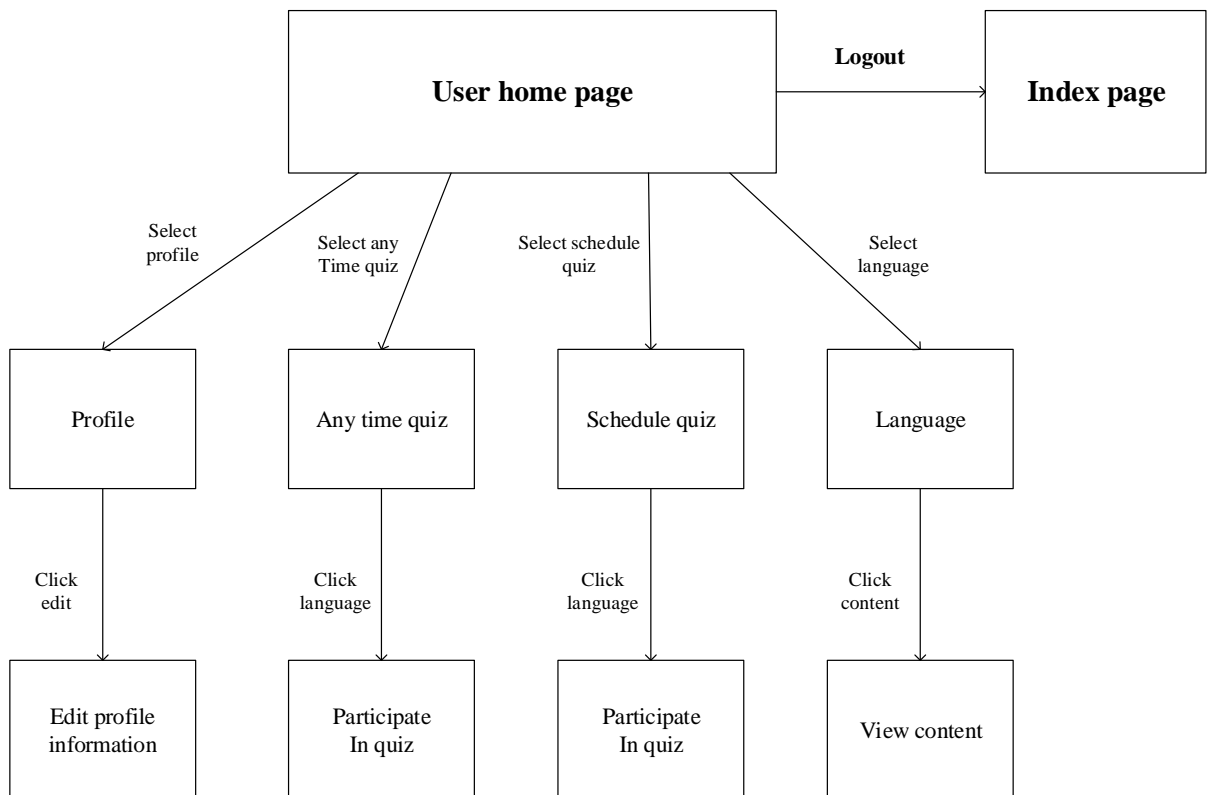 User home page
Logout
Index page
Select
profile
Select any
Time quiz
Select schedule
quiz
Select
language
Profile
Any time quiz
Schedule quiz
Language
Click
edit
Click
language
Click
language
Click
content
Edit profile
information
Participate
In quiz
Participate
In quiz
View content